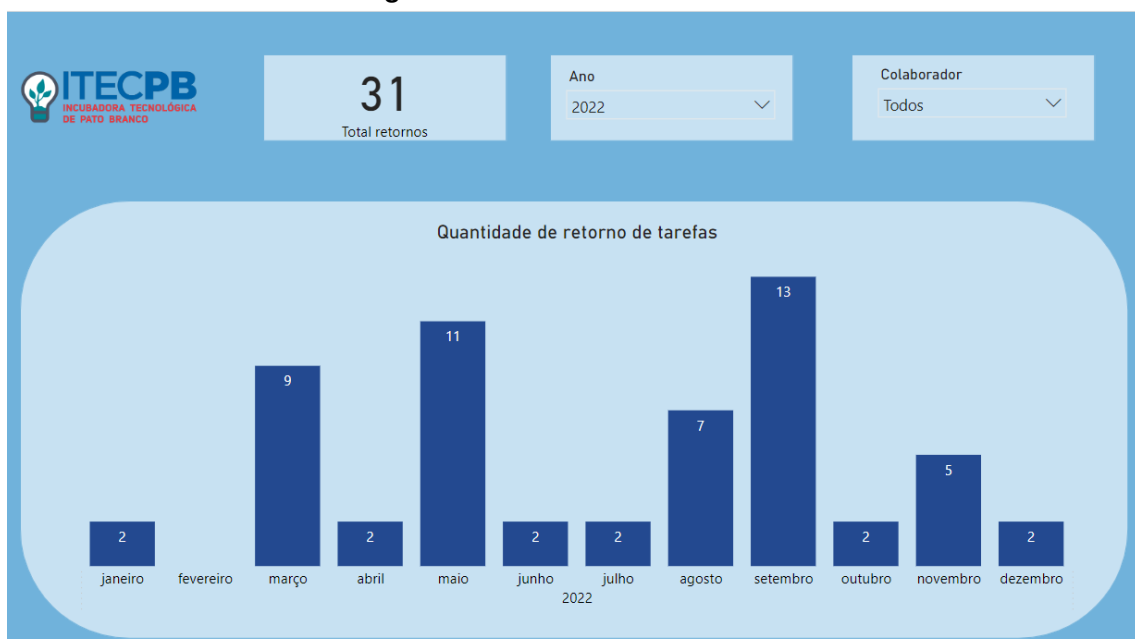 ITECPB
INCUBADORA TECNOLÓGICA
DE PATO BRANCO
31
Total retornos
Ano
2022
Colaborador
Todos
Quantidade de retorno de tarefas
2
9
2
11
2
2
7
13
2
5
2
janeiro fevereiro março abril maio junho julho agosto setembro outubro novembro dezembro
2022